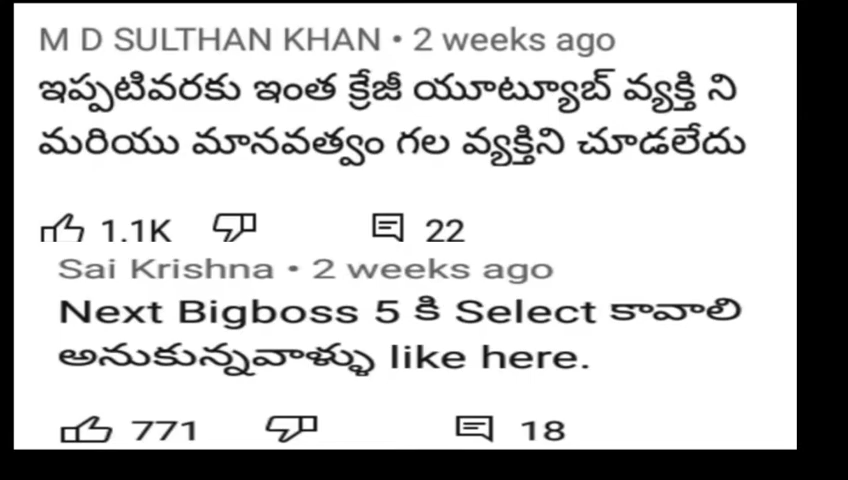 M D SULTHAN KHAN • 2 weeks ago
ఇప్పటివరకు ఇంత క్రేజీ యూట్యూబ్ వ్యక్తి ని
మరియు మానవత్వం గల వ్యక్తిని చూడలేదు
1.1K 22
Sai Krishna • 2 weeks ago
Next Bigboss 5 కి Select కావాలి
అనుకున్నవాళ్ళు like here.
771 18